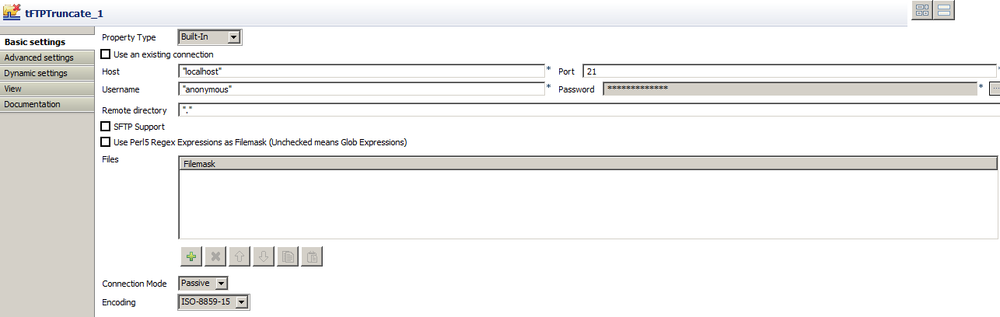 tFTPTruncate_1
Basic settings
Advanced settings
Dynamic settings
View
Documentation
Property Type Built-In
Use an existing connection
Host "localhost" * Port 21 *
Username "anonymous" * Password ************* * ...
Remote directory "."
SFTP Support
Use Perl5 Regex Expressions as Filemask (Unchecked means Glob Expressions)
Files
Filemask
Connection Mode Passive
Encoding ISO-8859-15